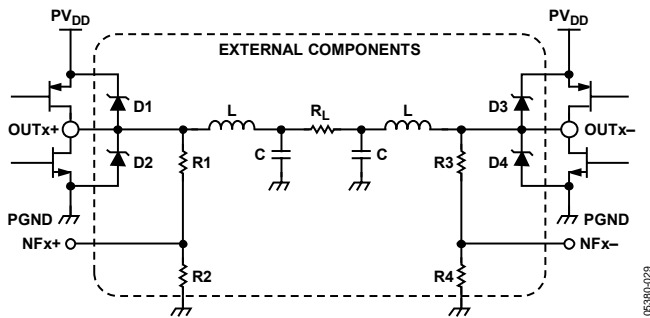 PVDD
PVDD
EXTERNAL COMPONENTS
D1
L
RL
L
D3
OUTx+
OUTx–
D2
R1
C
C
R3
D4
PGND
PGND
NFx+
NFx–
R2
R4
05380-029